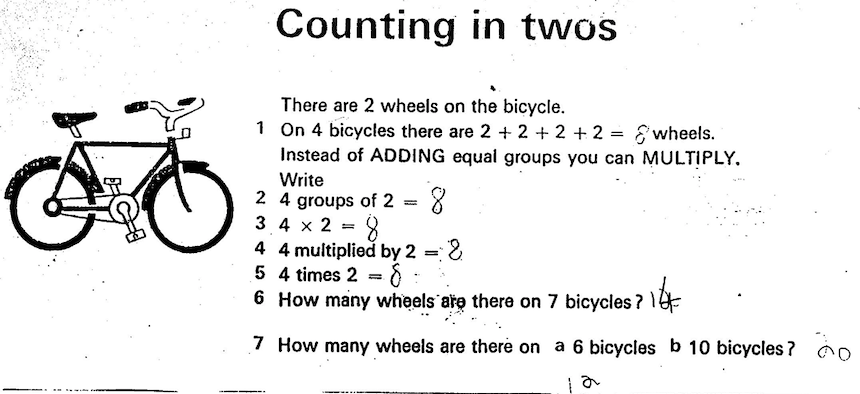 Counting in twos
There are 2 wheels on the bicycle.
1 On 4 bicycles there are 2 + 2 + 2 + 2 = 8 wheels.
Instead of ADDING equal groups you can MULTIPLY.
Write
2 4 groups of 2 = 8
3 4 × 2 = 8
4 4 multiplied by 2 = 8
5 4 times 2 = 8
6 How many wheels are there on 7 bicycles? 14
7 How many wheels are there on a 6 bicycles b 10 bicycles? 20
12